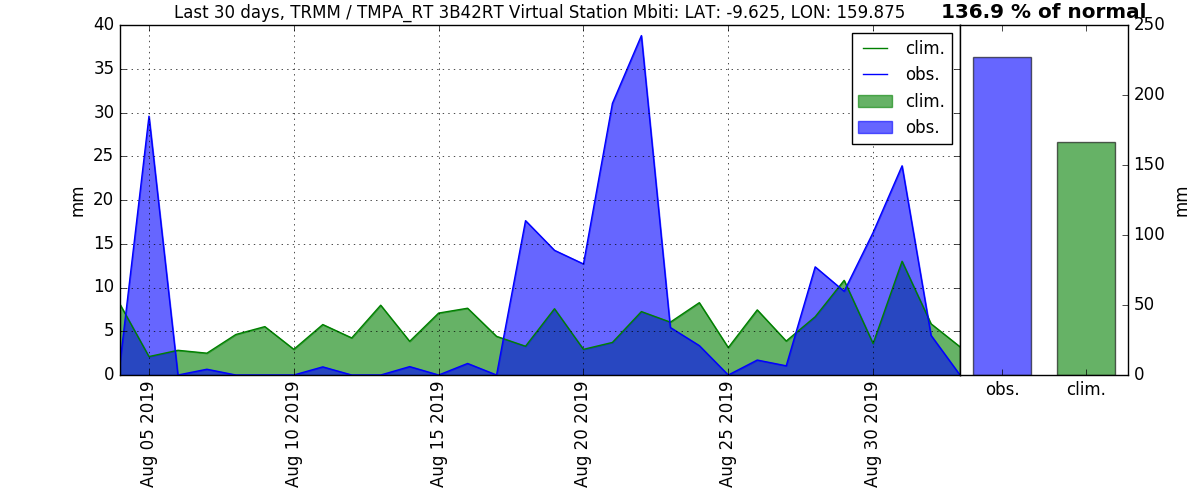 Last 30 days, TRMM / TMPA_RT 3B42RT Virtual Station Mbiti: LAT: -9.625, LON: 159.875
136.9 % of normal
40
35
30
25
20
15
10
5
0
mm
clim.
obs.
clim.
obs.
Aug 05 2019
Aug 10 2019
Aug 15 2019
Aug 20 2019
Aug 25 2019
Aug 30 2019
250
200
150
100
50
0
mm
obs.
clim.